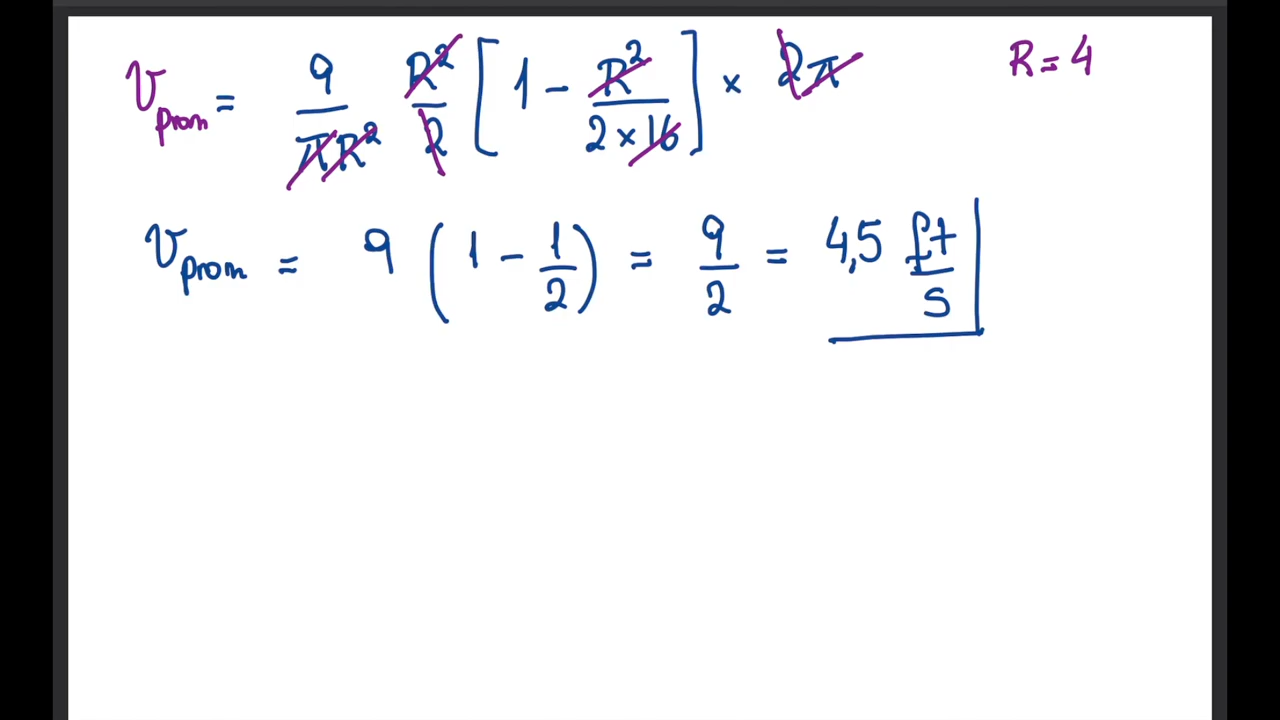 V_prom = 9/(πR²) R²/2 [1 - R²/(2 × 16)] × 2π R = 4
V_prom = 9 (1 - 1/2) = 9/2 = 4,5 ft/s